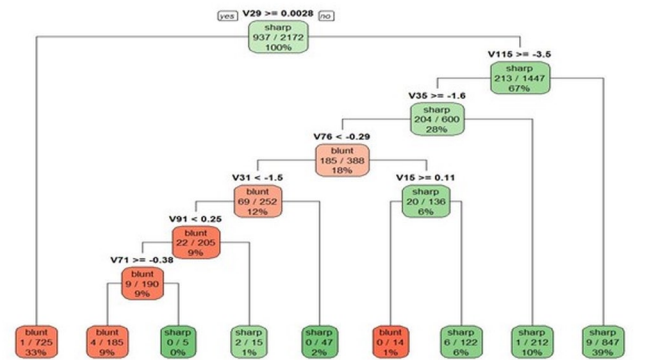 yes V29 >= 0.0028 no
sharp
937 / 2172
100%
V115 >= -3.5
sharp
213 / 1447
67%
V35 >= -1.6
sharp
204 / 600
28%
V76 < -0.29
blunt
185 / 388
18%
V31 < -1.5
blunt
69 / 252
12%
V15 >= 0.11
sharp
20 / 136
6%
V91 < 0.25
blunt
22 / 205
9%
V71 >= -0.38
blunt
9 / 190
9%
blunt
1 / 725
33%
blunt
4 / 185
9%
sharp
0 / 5
0%
sharp
2 / 15
1%
sharp
0 / 47
2%
blunt
0 / 14
1%
sharp
6 / 122
6%
sharp
1 / 212
10%
sharp
9 / 847
39%